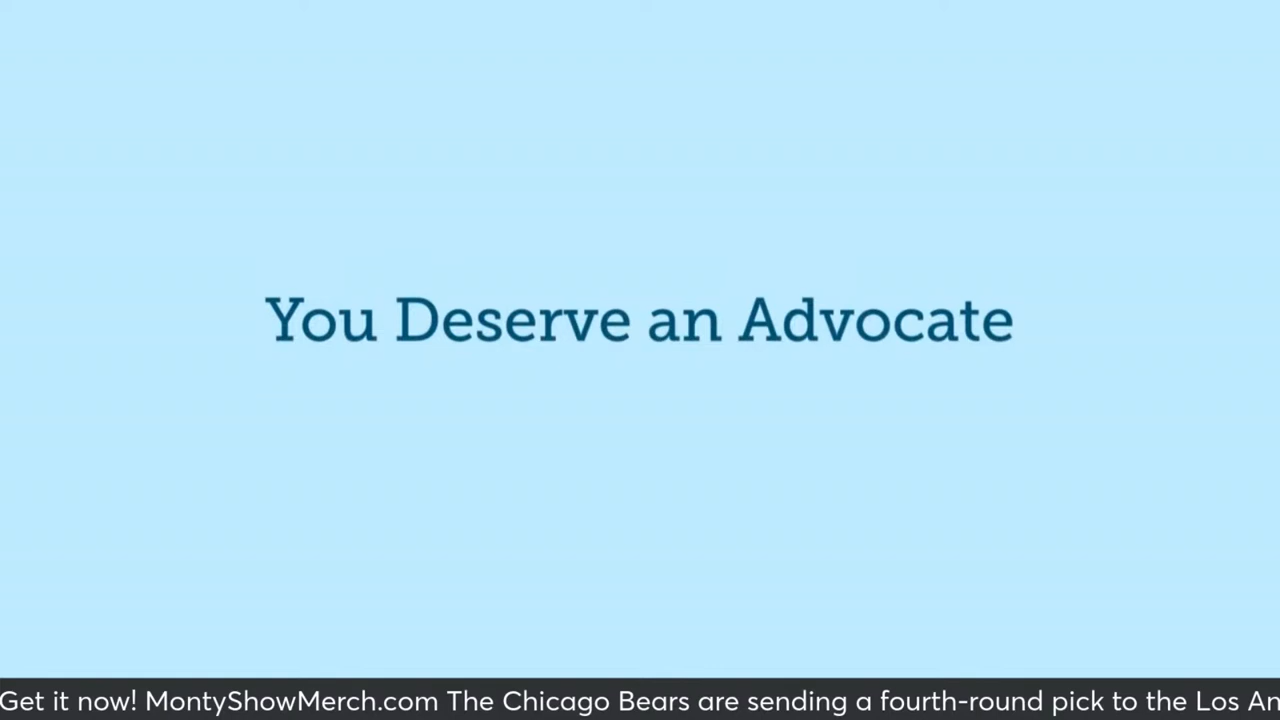 You Deserve an Advocate
Get it now! MontyShowMerch.com The Chicago Bears are sending a fourth-round pick to the Los An